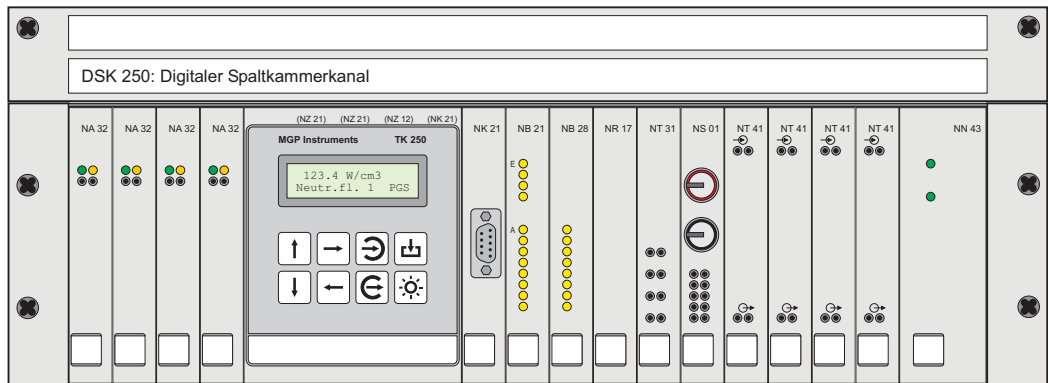 DSK 250: Digitaler Spaltkammerkanal
NA 32 NA 32 NA 32 NA 32 (NZ 21) (NZ 21) (NZ 12) (NK 21) NK 21 NB 21 NB 28 NR 17 NT 31 NS 01 NT 41 NT 41 NT 41 NT 41 NN 43
MGP Instruments TK 250
E
123.4 W/cm3
Neutr.fl. 1 PGS
A